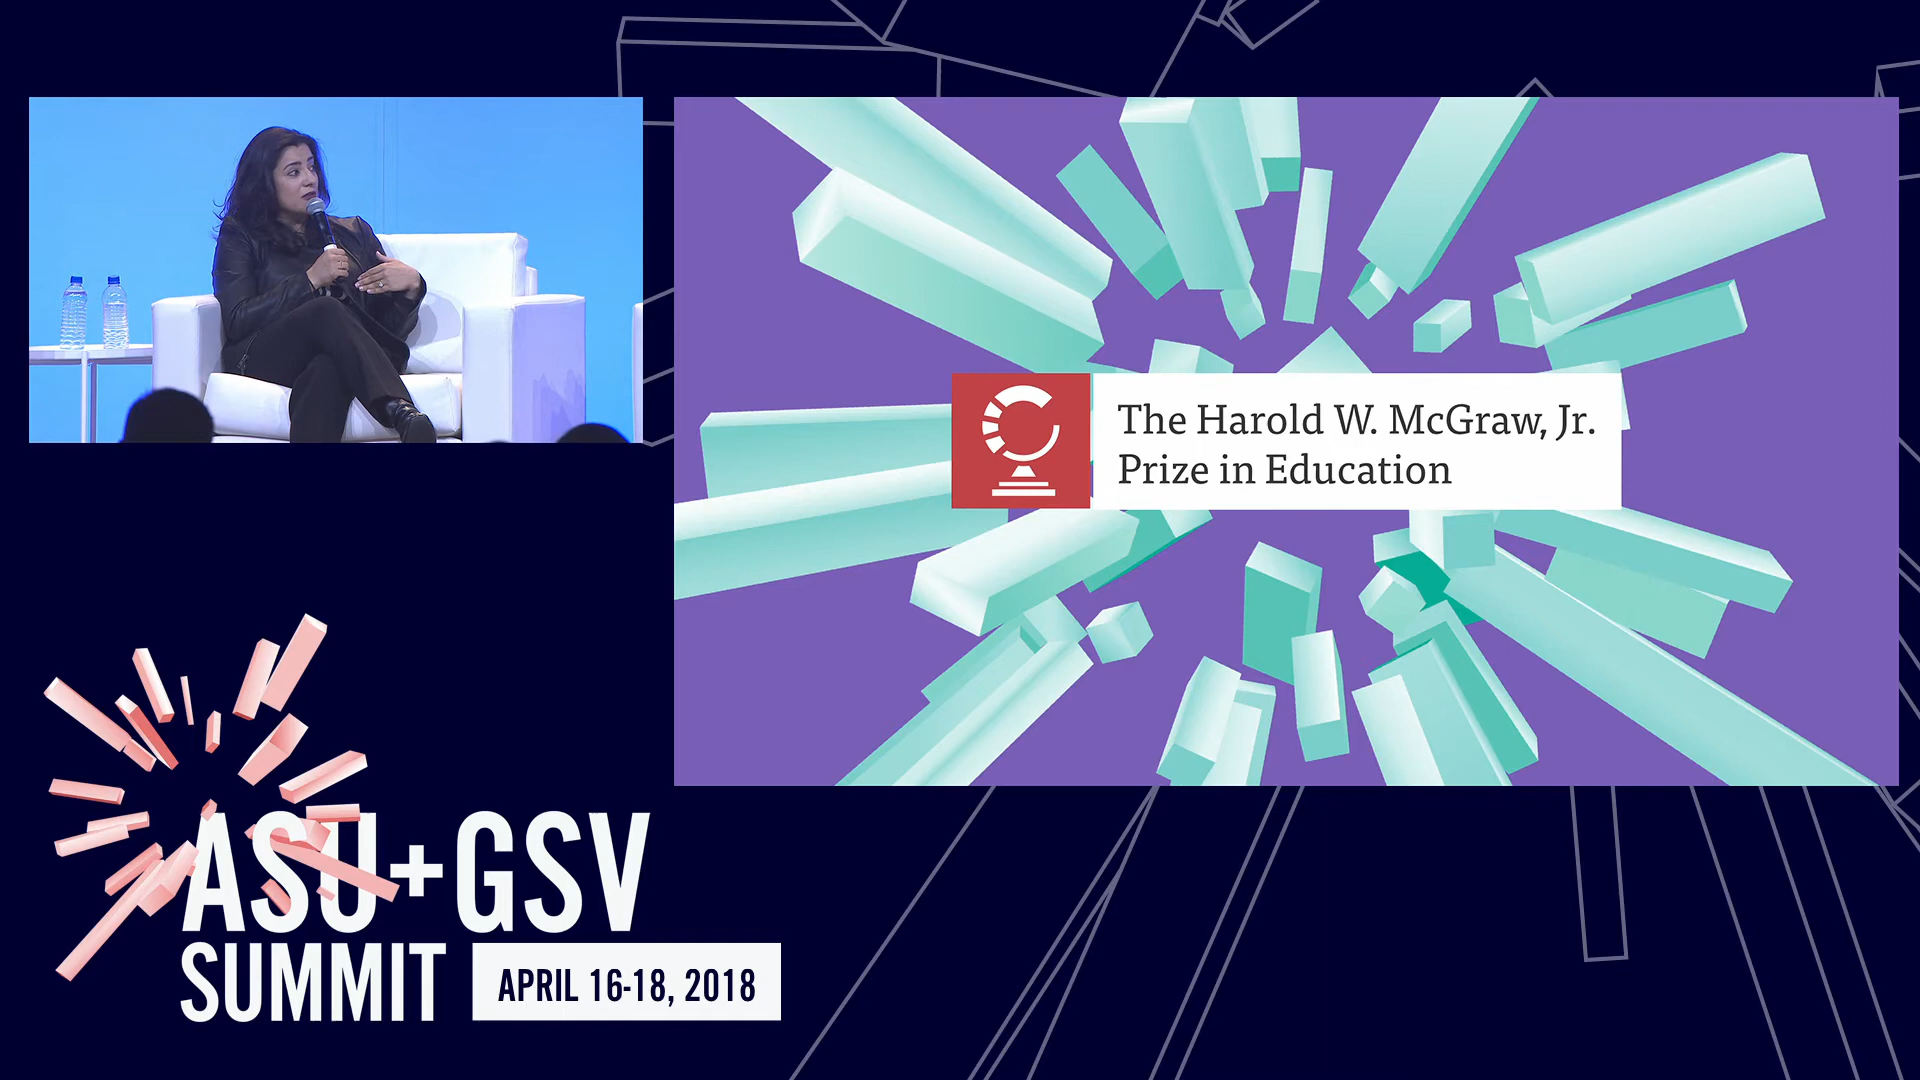 The Harold W. McGraw, Jr.
Prize in Education
ASU+GSV
SUMMIT
APRIL 16-18, 2018